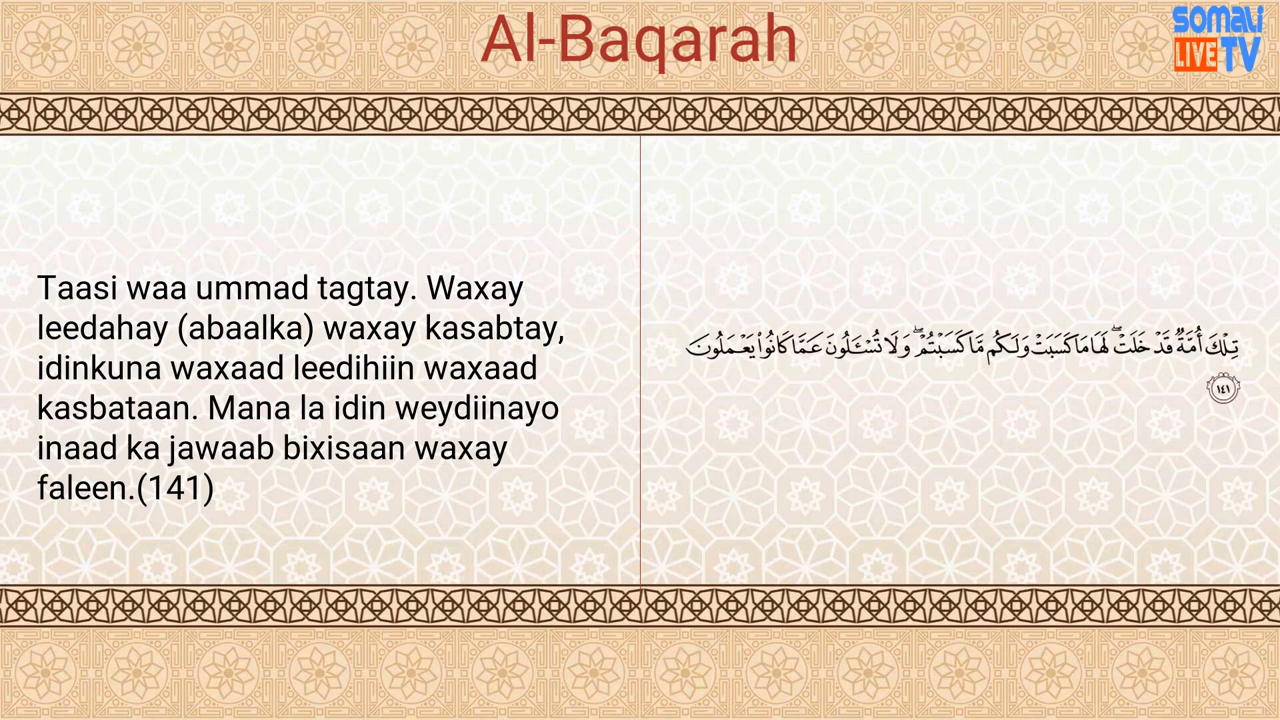 Al-Baqarah
SOMALI
LIVE TV
Taasi waa ummad tagtay. Waxay
leedahay (abaalka) waxay kasabtay,
idinkuna waxaad leedihiin waxaad
kasbataan. Mana la idin weydiinayo
inaad ka jawaab bixisaan waxay
faleen.(141)
تِلْكَ أُمَّةٌ قَدْ خَلَتْ ۖ لَهَا مَا كَسَبَتْ وَلَكُم مَّا كَسَبْتُمْ ۖ وَلَا تُسْـَٔلُونَ عَمَّا كَانُوا۟ يَعْمَلُونَ
١٤١